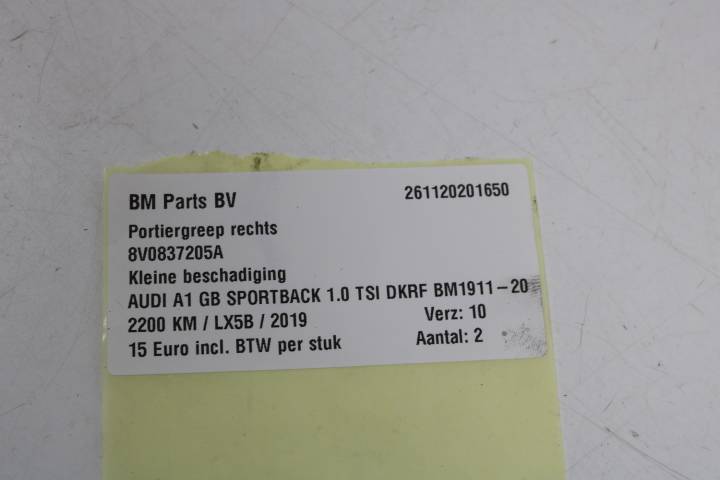 BM Parts BV 261120201650
Portiergreep rechts
8V0837205A
Kleine beschadiging
AUDI A1 GB SPORTBACK 1.0 TSI DKRF BM1911-20
2200 KM / LX5B / 2019 Verz: 10
15 Euro incl. BTW per stuk Aantal: 2